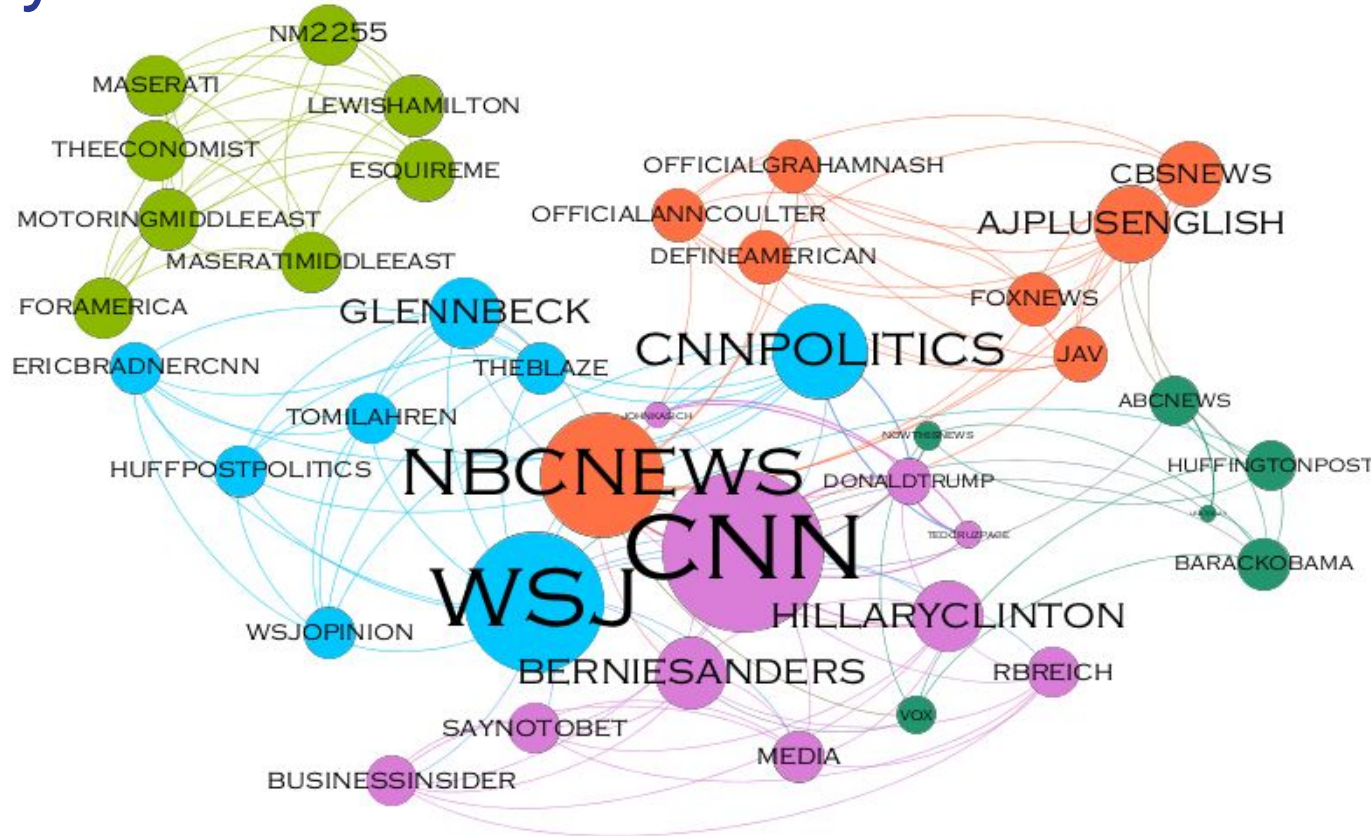 NM2255
MASERATI
LEWISHAMILTON
THEECONOMIST
ESQUIREME
MOTORINGMIDDLEEAST
MASERATIMIDDLEEAST
FORAMERICA
OFFICIALGRAHAMNASH
CBSNEWS
OFFICIALANNCOULTER
AJPLUSENGLISH
DEFINEAMERICAN
FOXNEWS
JAV
GLENNBECK
CNNPOLITICS
ERICBRADNERCNN
THEBLAZE
TOMILAHREN
JOHNKASICH
ABCNEWS
NOWTHISNEWS
HUFFPOSTPOLITICS
NBCNEWS
DONALDTRUMP
HUFFINGTONPOST
CNN
TEDCRUZPAGE
BARACKOBAMA
WSJ
WSJOPINION
HILLARYCLINTON
BERNIESANDERS
RBREICH
SAYNOTOBET
VOX
MEDIA
BUSINESSINSIDER